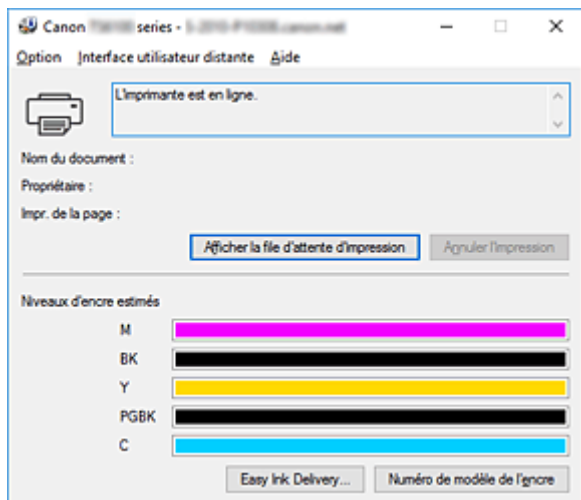 Canon series -
Option Interface utilisateur distante Aide
L'imprimante est en ligne.
Nom du document :
Propriétaire :
Impr. de la page :
Afficher la file d'attente d'impression Annuler l'impression
Niveaux d'encre estimés
M
BK
Y
PGBK
C
Easy Ink Delivery... Numéro de modèle de l'encre